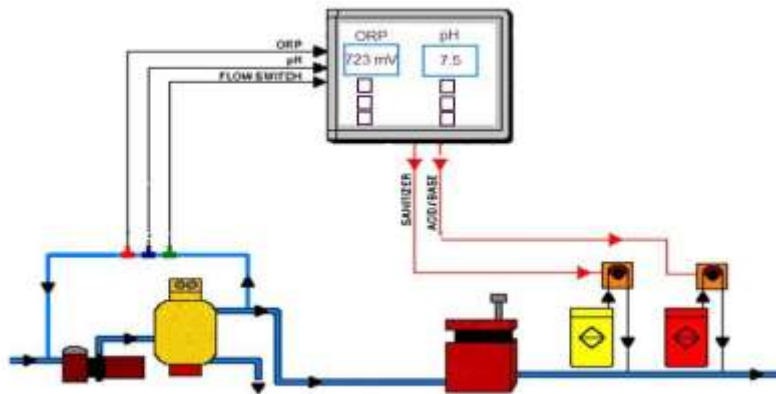 ORP
pH
723 mV
7.5
ORP
pH
FLOW SWITCH
SANITIZER
ACID / BASE